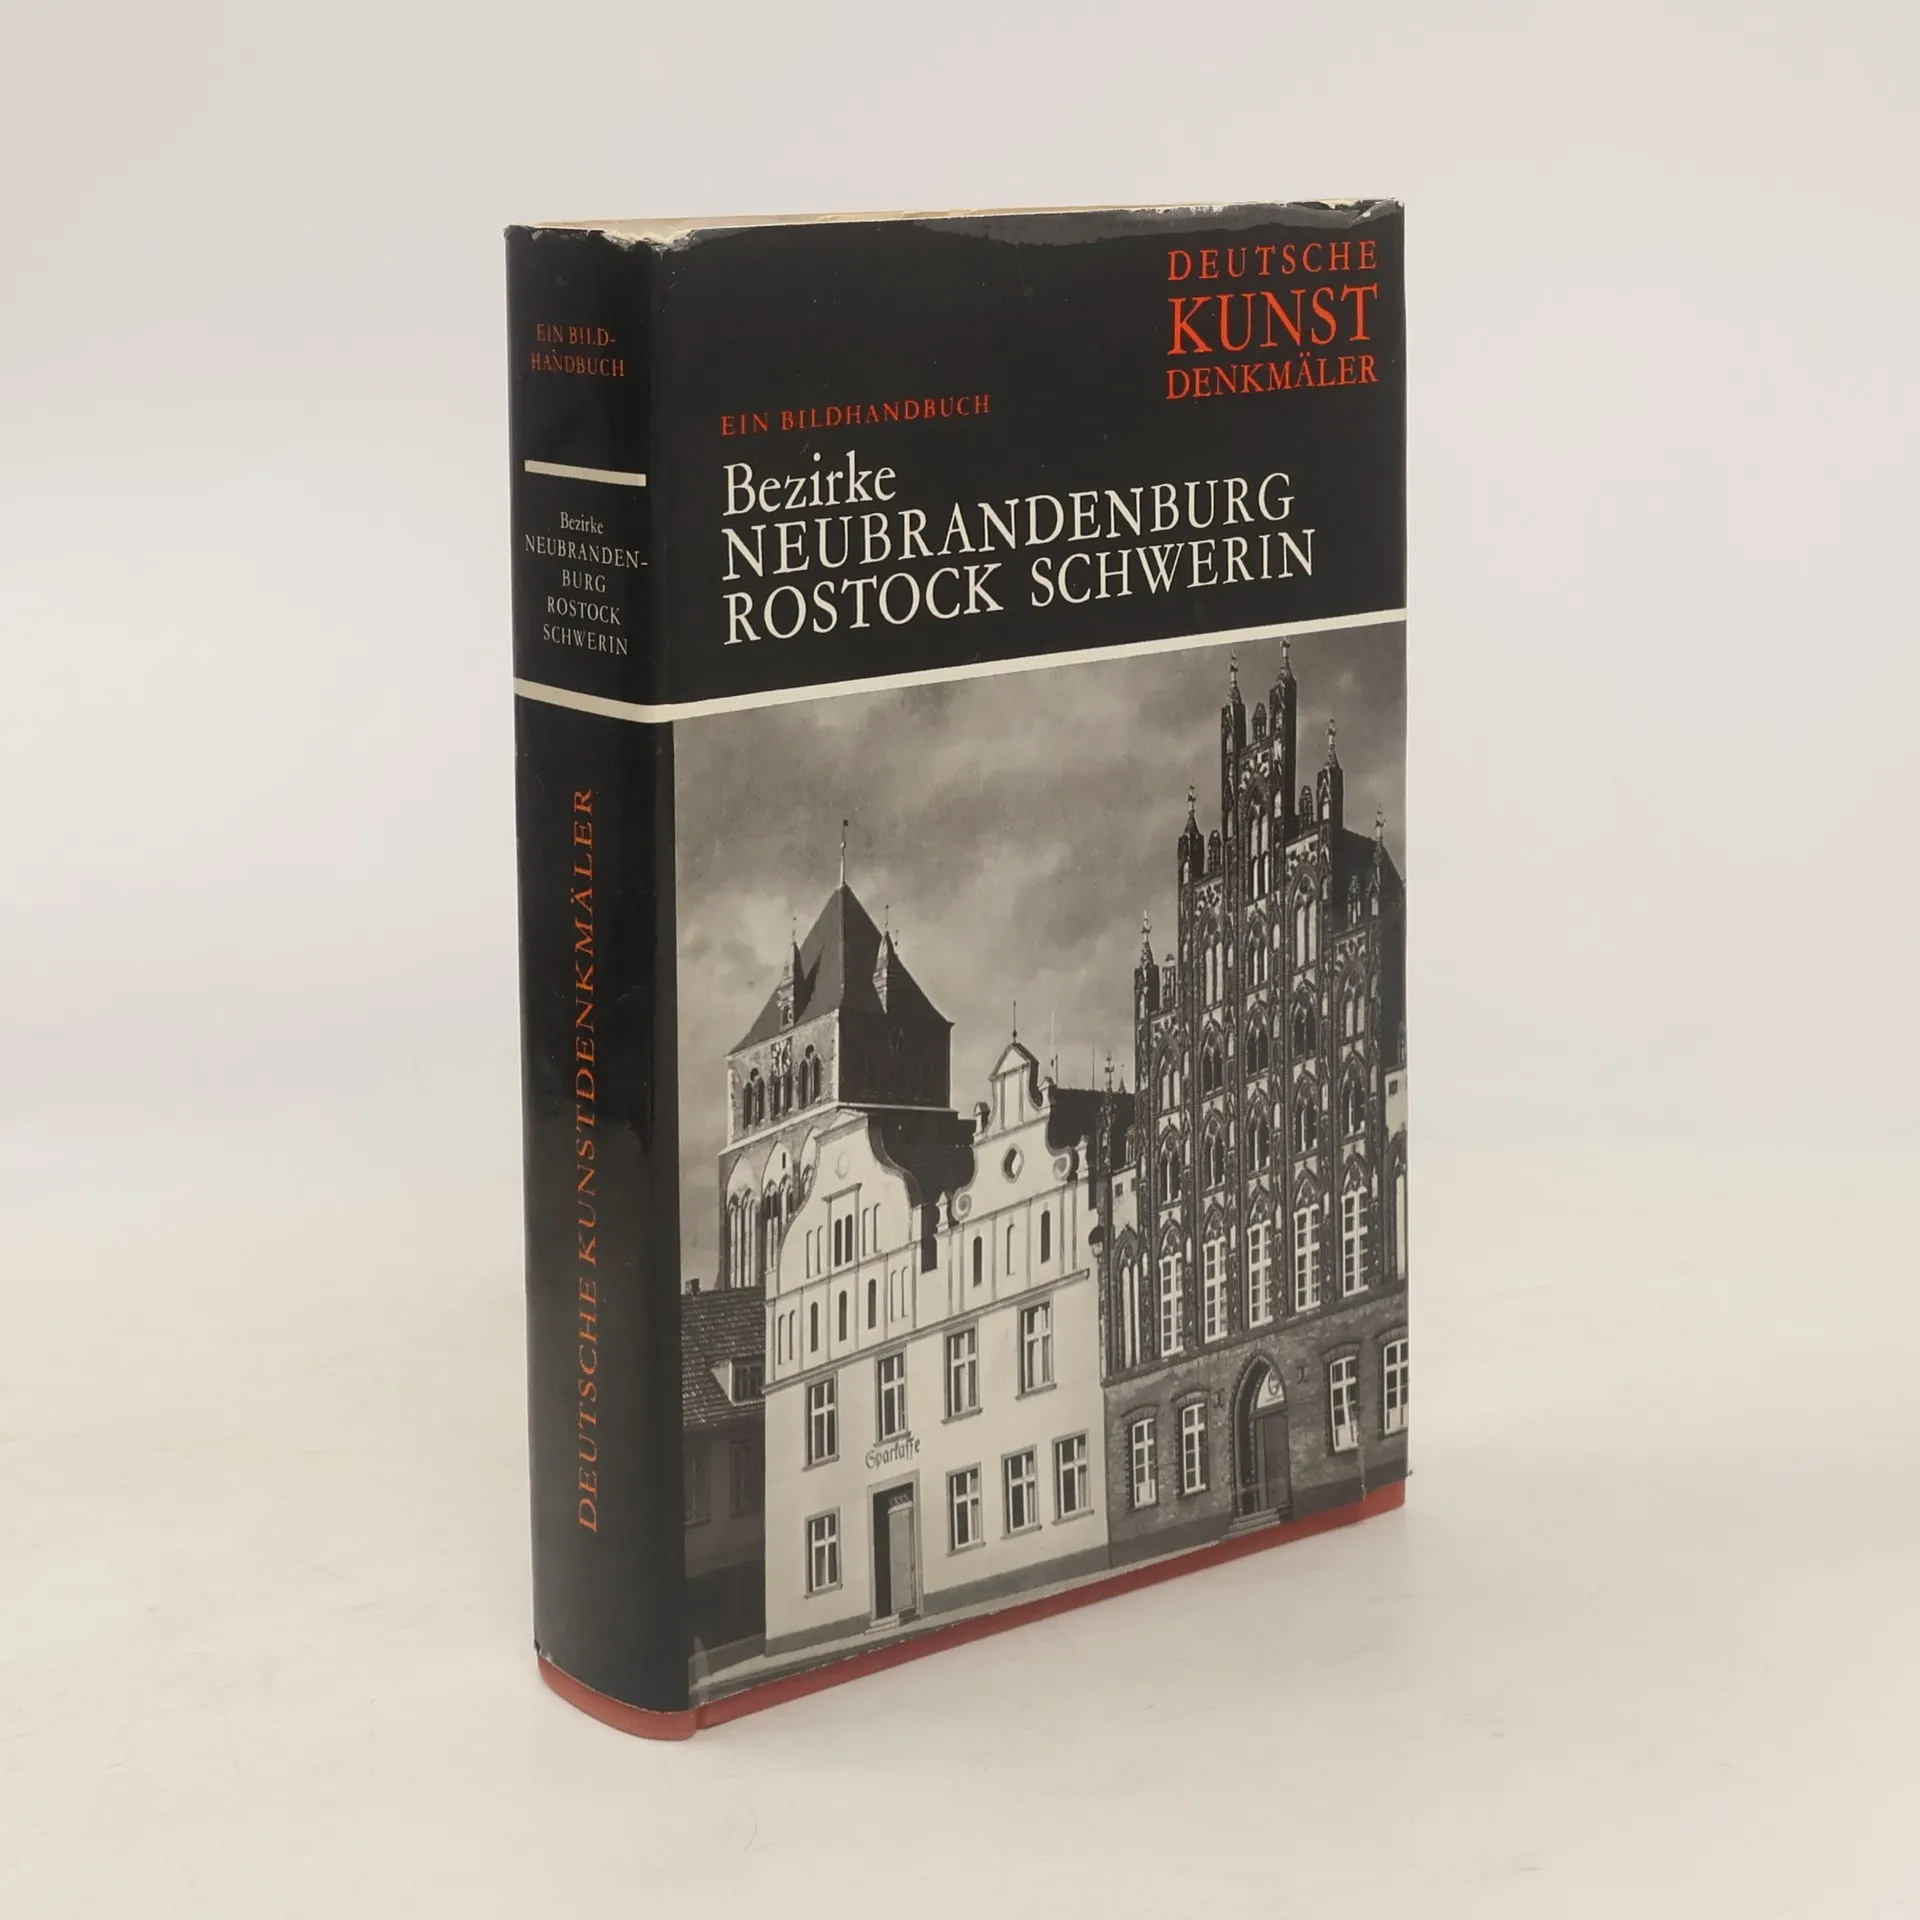 EIN BILD-
HANDBUCH
Bezirke
NEUBRANDEN-
BURG
ROSTOCK
SCHWERIN
DEUTSCHE KUNSTDENKMÄLER
DEUTSCHE
KUNST
DENKMÄLER
EIN BILDHANDBUCH
Bezirke
NEUBRANDENBURG
ROSTOCK SCHWERIN
Sparkasse